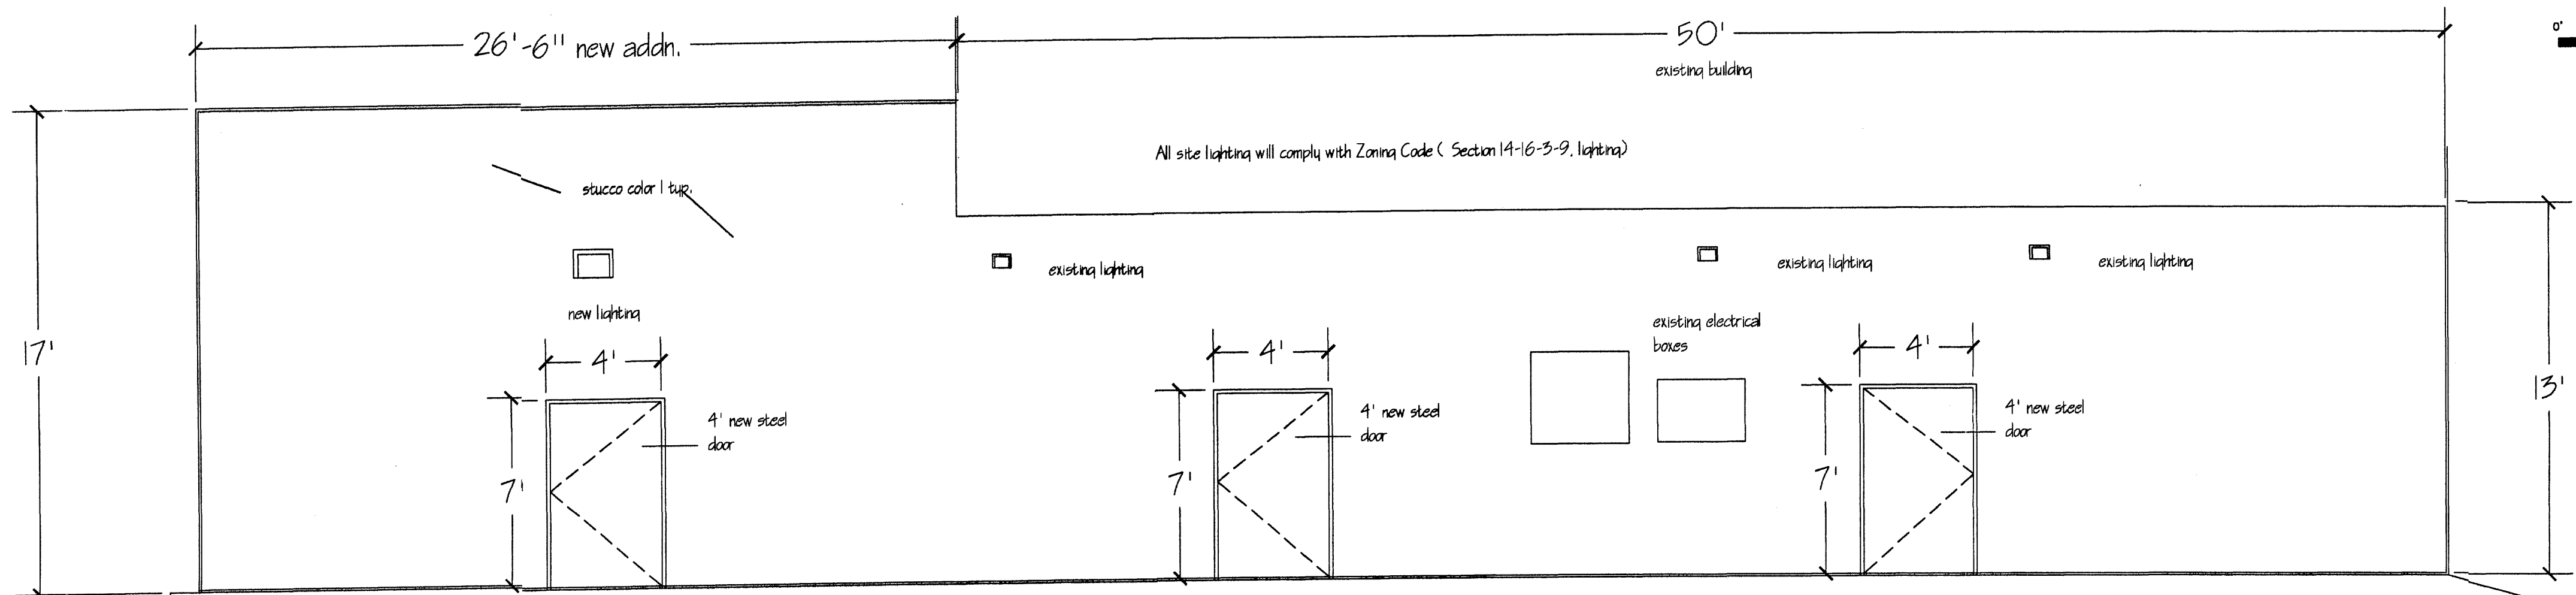 26'-6" new addn.
50'
existing building
0'
All site lighting will comply with Zoning Code ( Section 14-16-3-9, lighting)
stucco color 1 typ.
new lighting
existing lighting
existing lighting
existing lighting
existing electrical
boxes
17'
4'
4'
4'
13'
4' new steel
door
4' new steel
door
4' new steel
door
7'
7'
7'